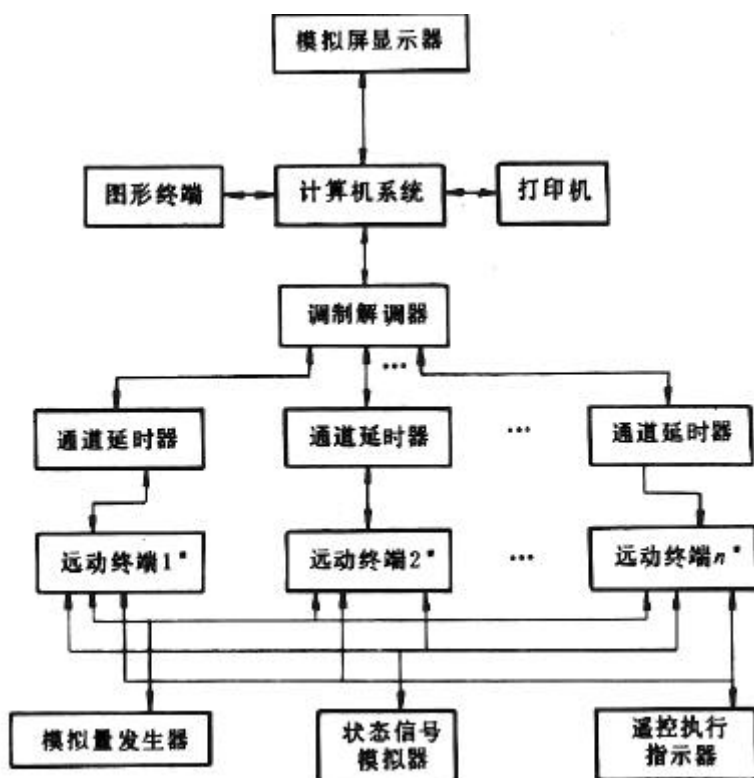 模拟屏显示器
图形终端
计算机系统
打印机
调制解调器
...
通道延时器
通道延时器
...
通道延时器
远动终端1#
远动终端2#
...
远动终端n#
模拟量发生器
状态信号
模拟器
遥控执行
指示器